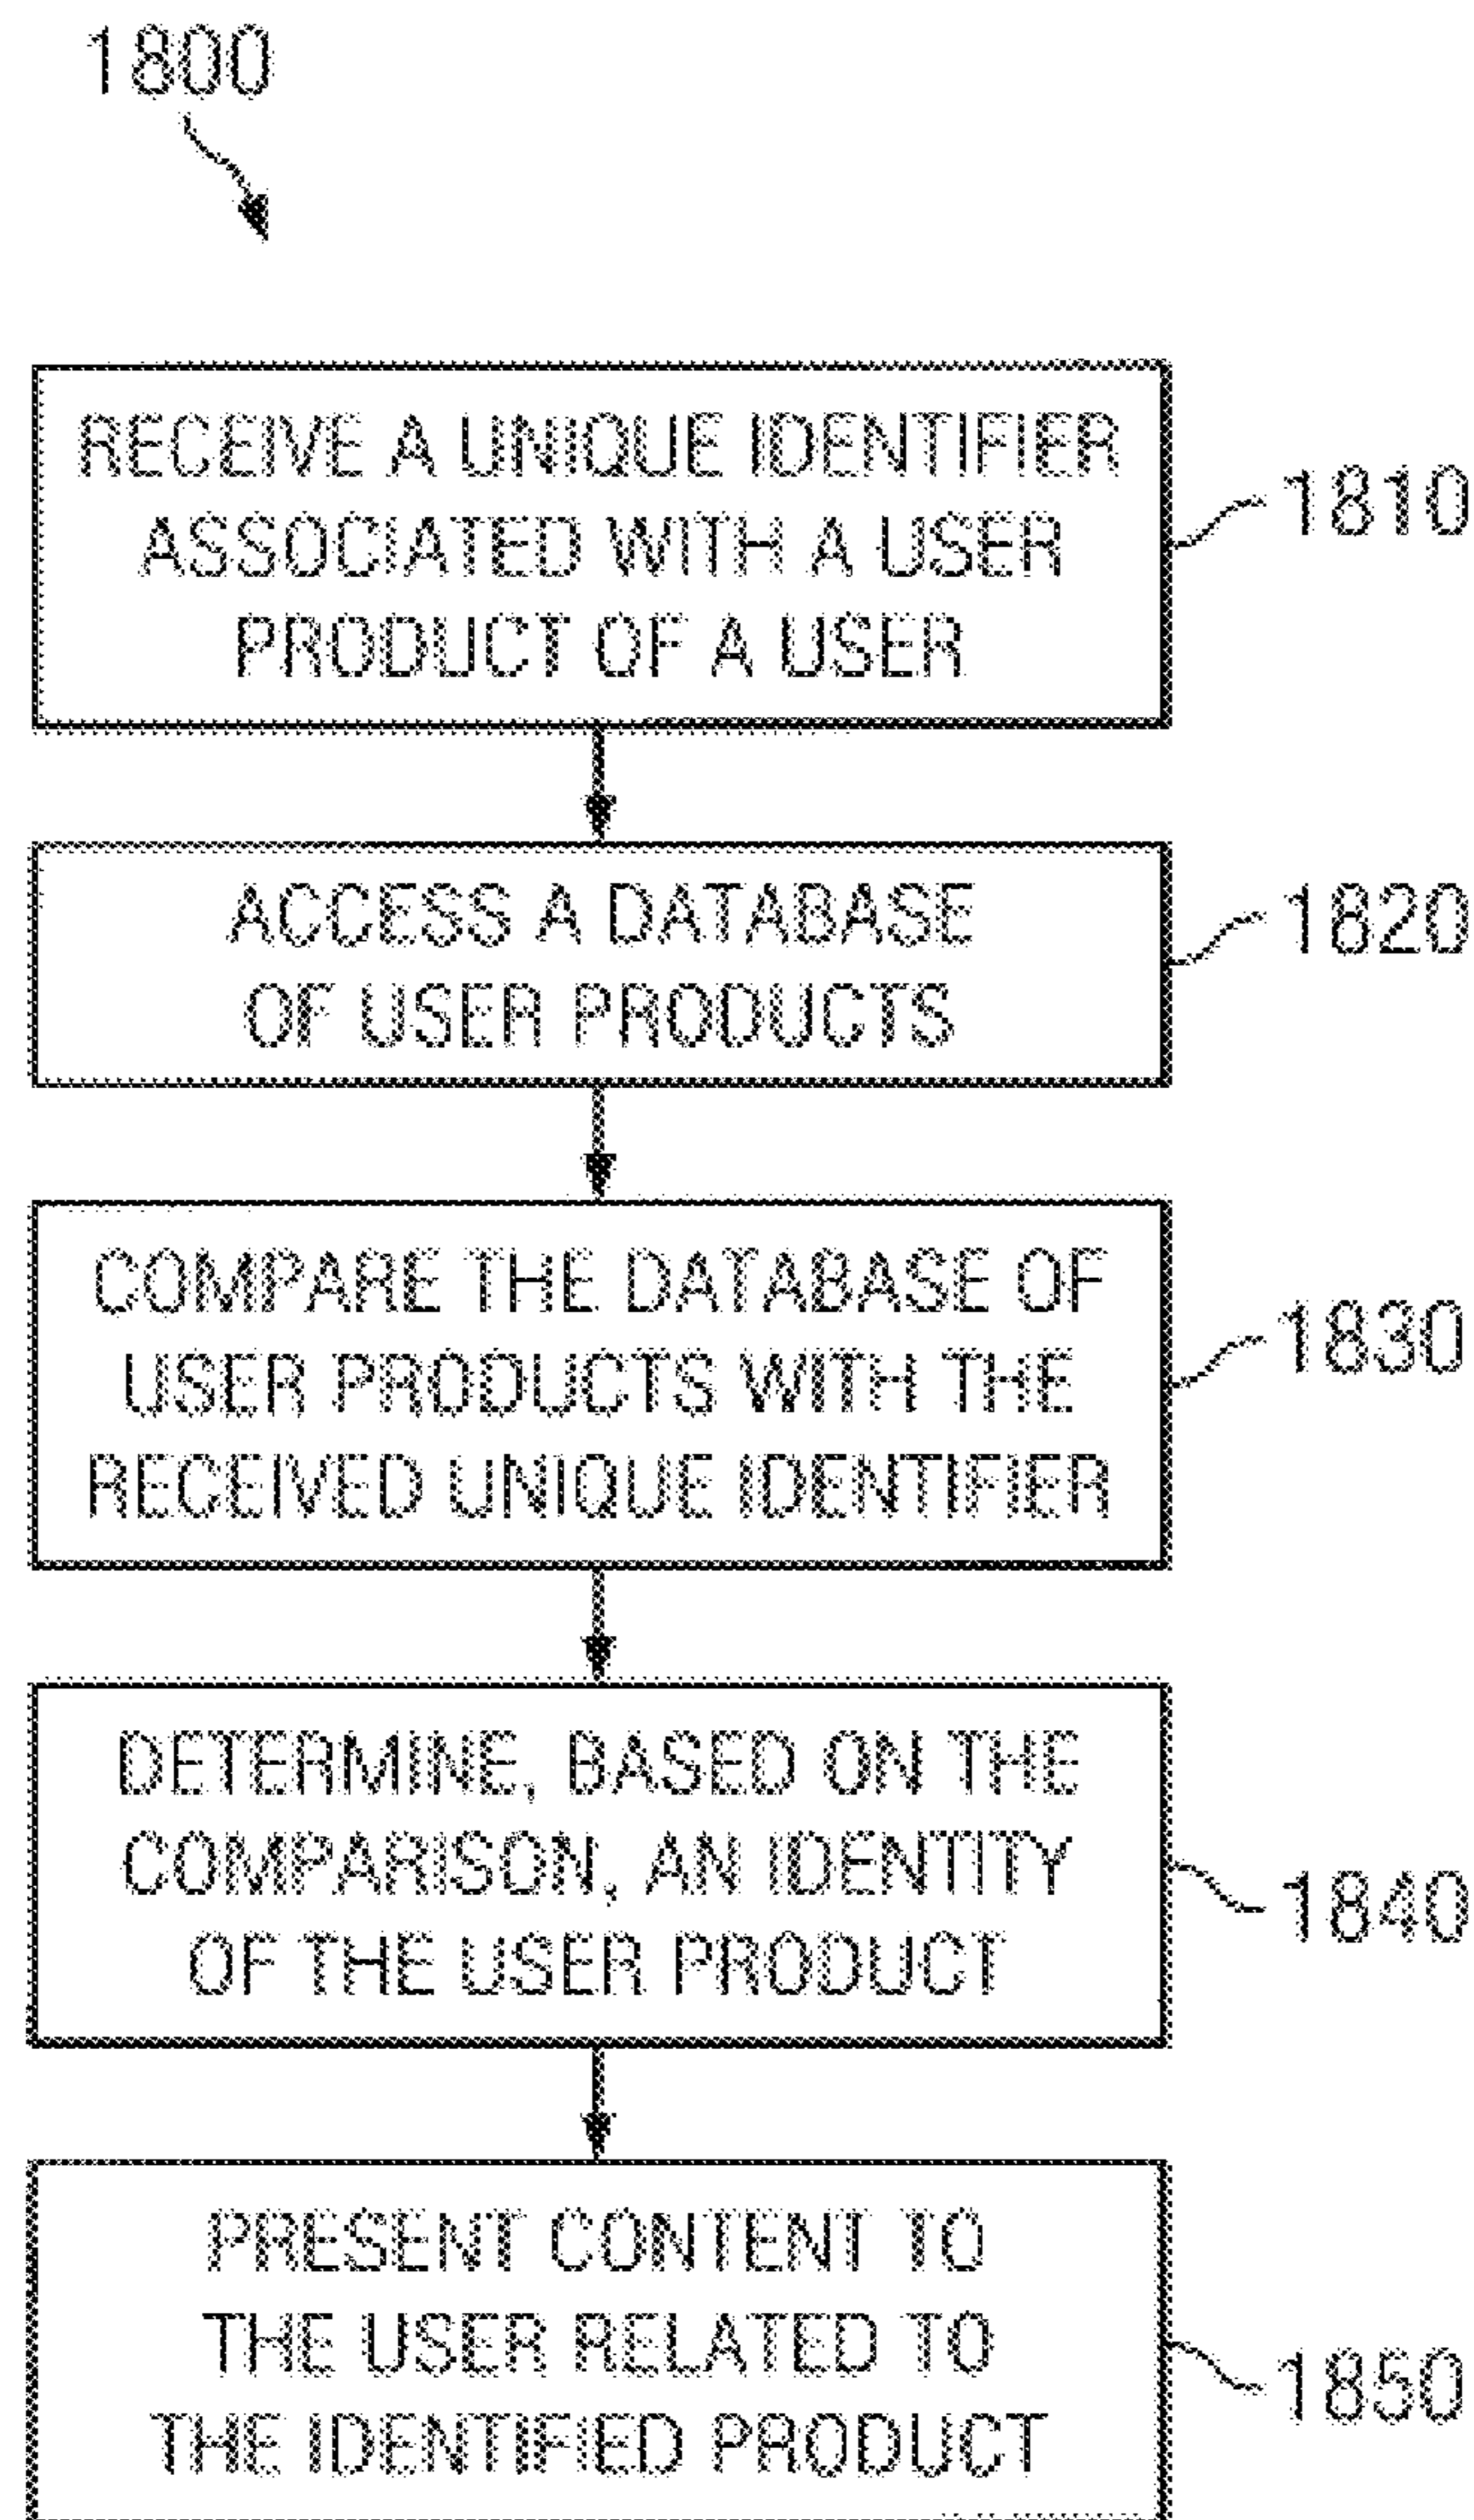 1800
RECEIVE A UNIQUE IDENTIFIER
ASSOCIATED WITH A USER
PRODUCT OF A USER
1810
ACCESS A DATABASE
OF USER PRODUCTS
1820
COMPARE THE DATABASE OF
USER PRODUCTS WITH THE
RECEIVED UNIQUE IDENTIFIER
1830
DETERMINE, BASED ON THE
COMPARISON, AN IDENTITY
OF THE USER PRODUCT
1840
PRESENT CONTENT TO
THE USER RELATED TO
THE IDENTIFIED PRODUCT
1850